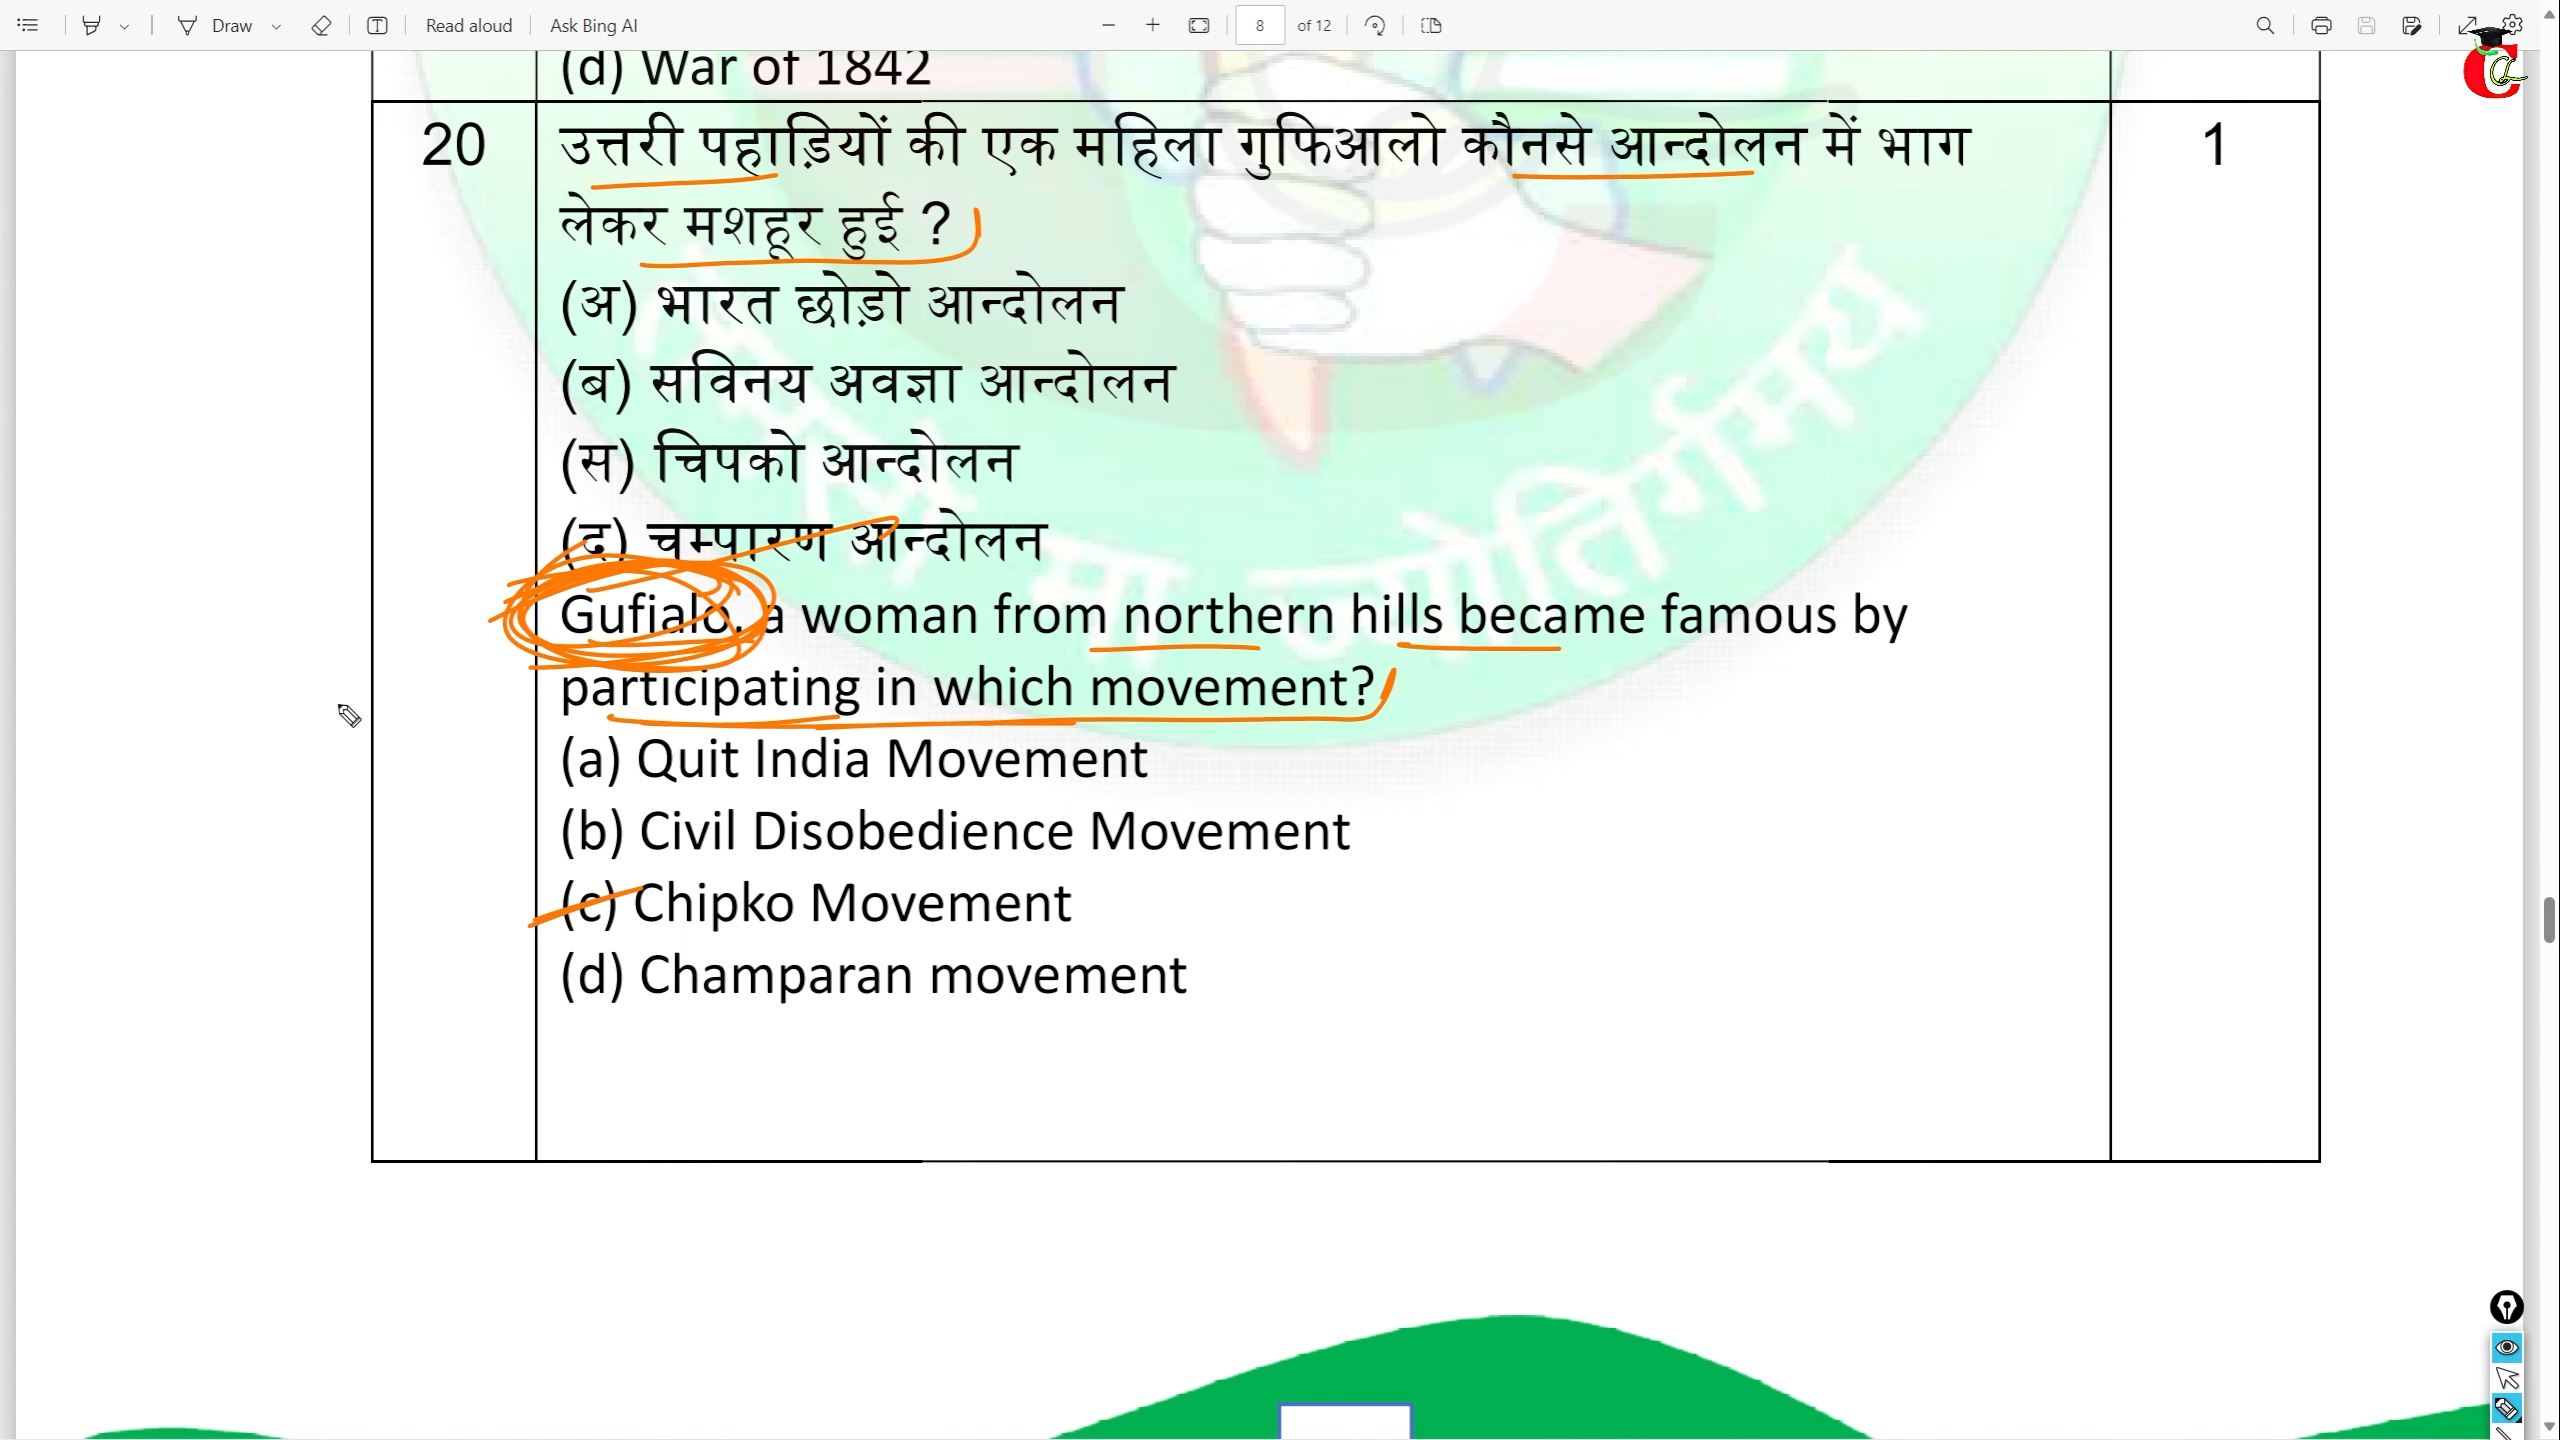 Draw
Read aloud
Ask Bing AI
8 of 12
(d) War of 1842
20
उत्तरी पहाड़ियों की एक महिला गुफिआलो कौनसे आन्दोलन में भाग
1
लेकर मशहूर हुई ?
(अ) भारत छोड़ो आन्दोलन
(ब) सविनय अवज्ञा आन्दोलन
(स) चिपको आन्दोलन
(द) चम्पारण आन्दोलन
Gufialo, a woman from northern hills became famous by
participating in which movement?
(a) Quit India Movement
(b) Civil Disobedience Movement
(c) Chipko Movement
(d) Champaran movement
मा ज्योतिर्गमय